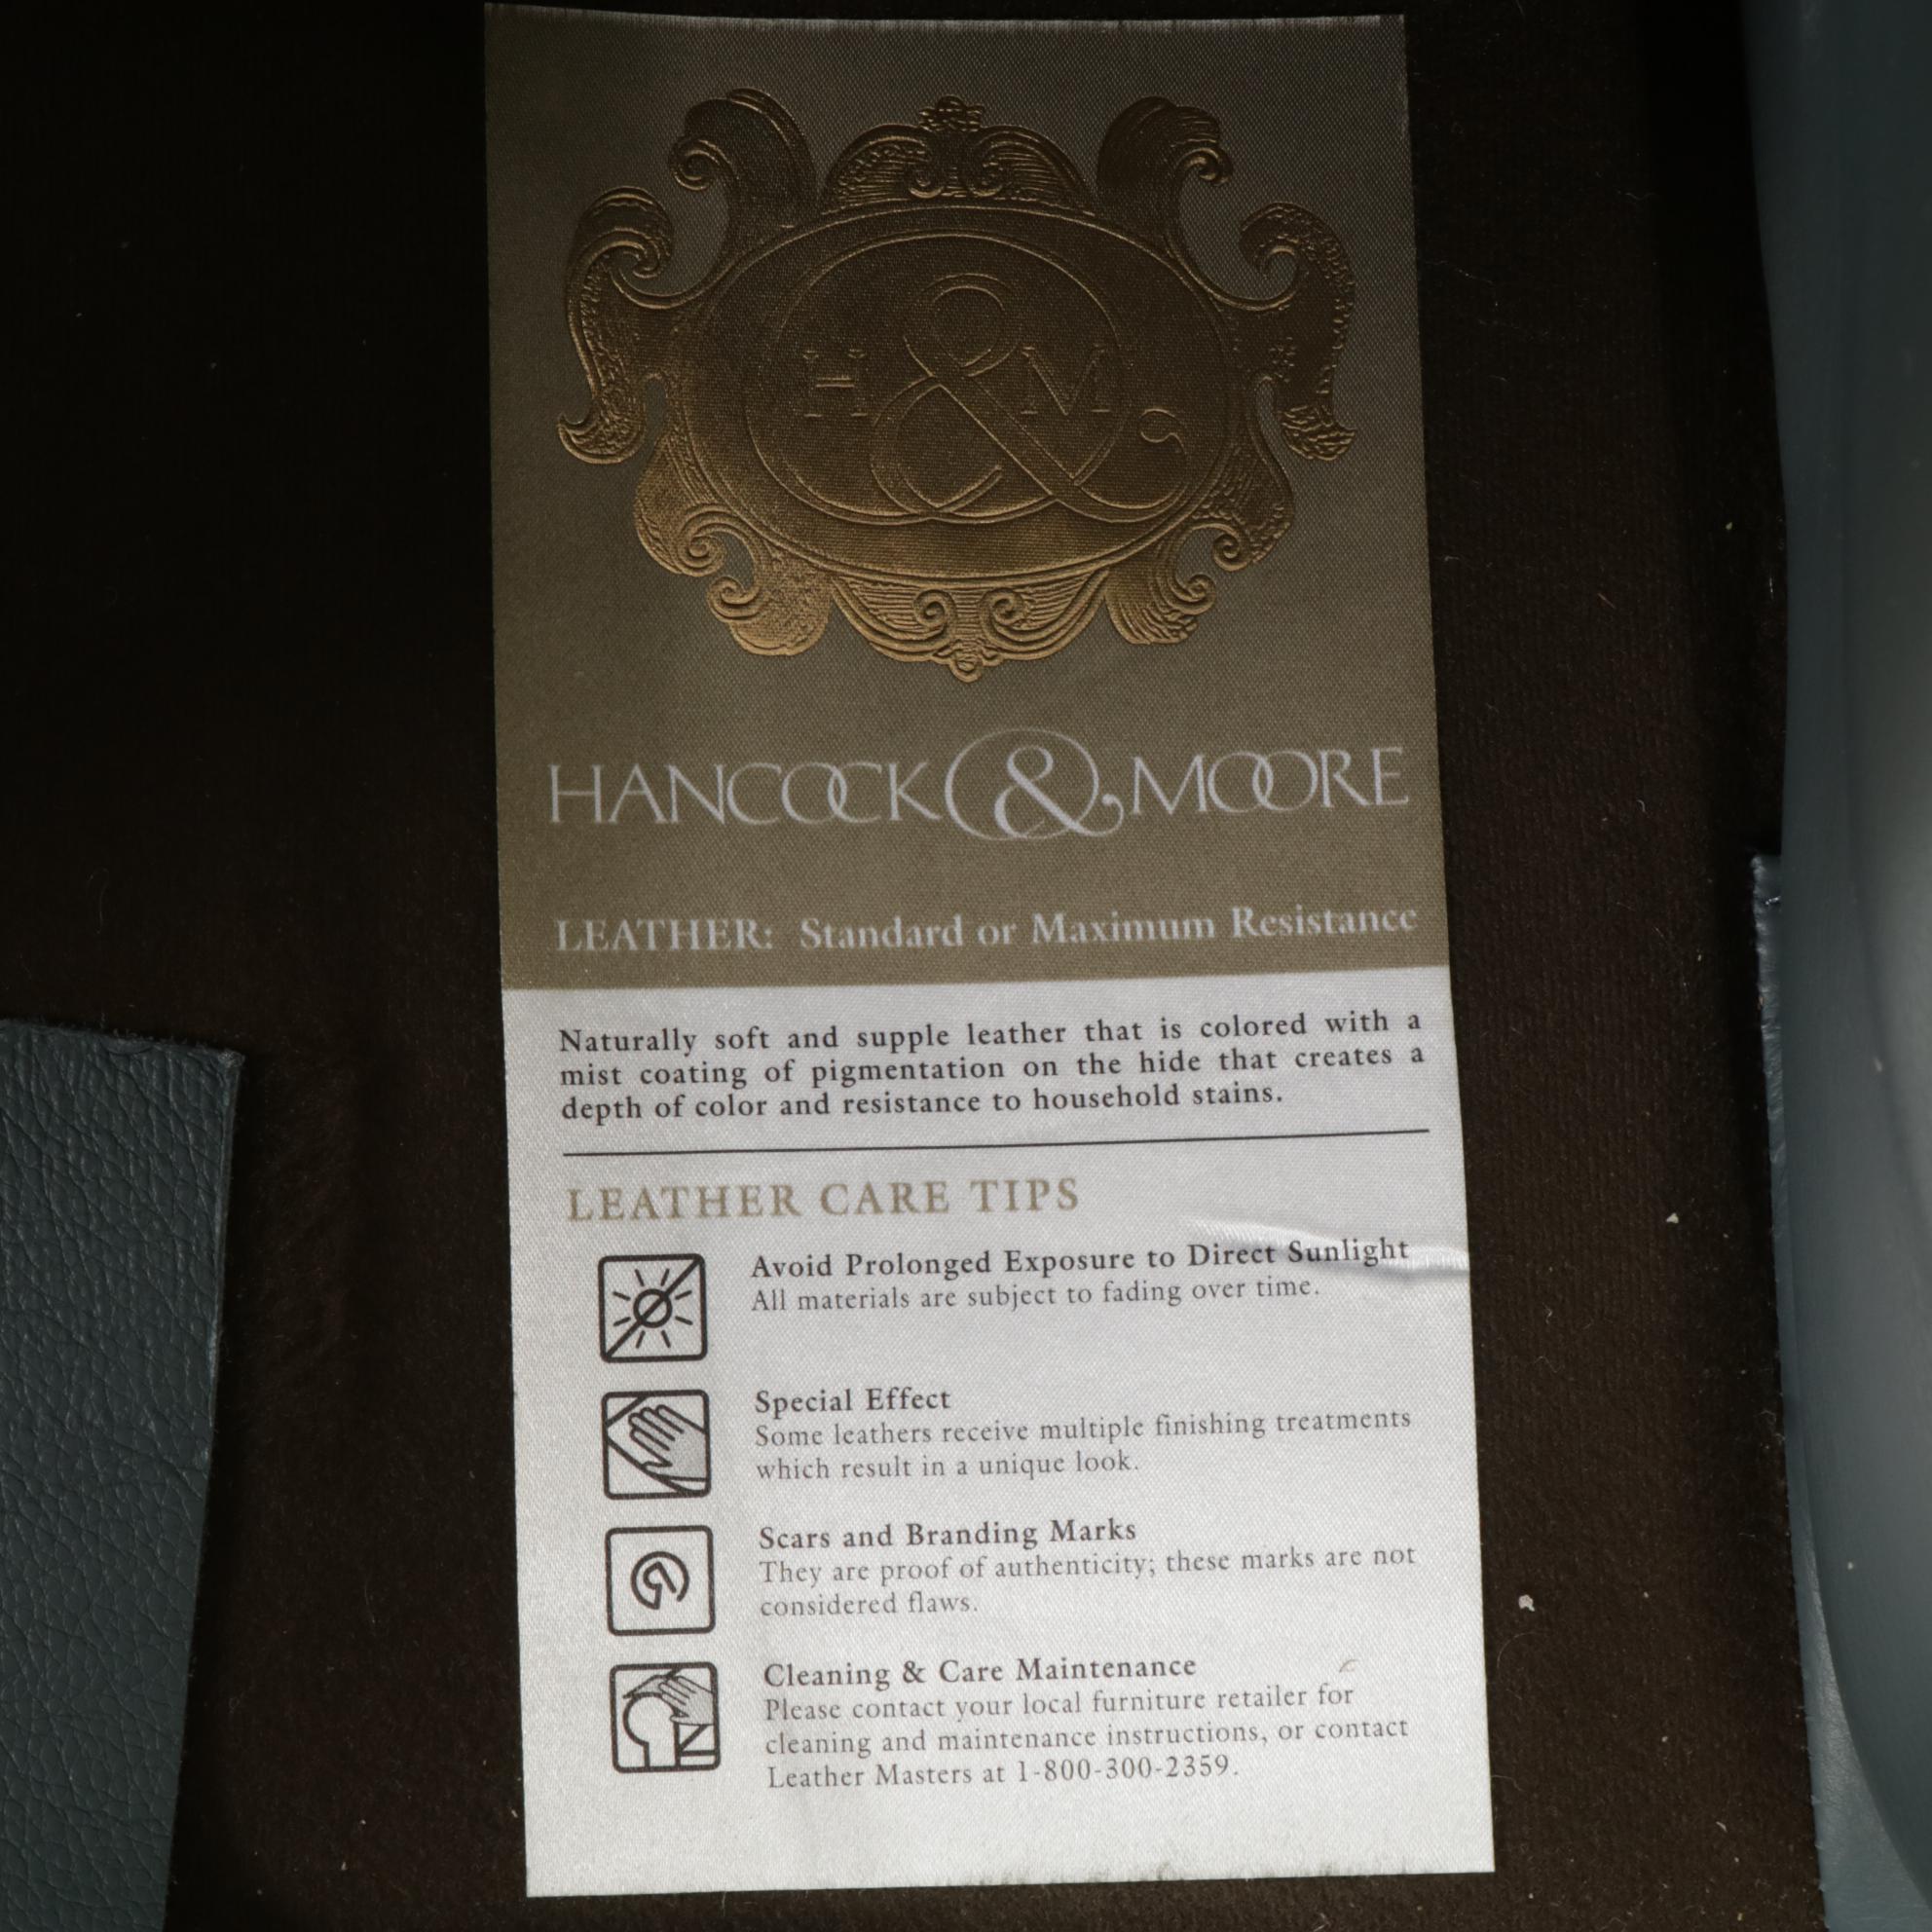 H & M
HANCOCK & MOORE
LEATHER: Standard or Maximum Resistance
Naturally soft and supple leather that is colored with a
mist coating of pigmentation on the hide that creates a
depth of color and resistance to household stains.
LEATHER CARE TIPS
Avoid Prolonged Exposure to Direct Sunlight
All materials are subject to fading over time.
Special Effect
Some leathers receive multiple finishing treatments
which result in a unique look.
Scars and Branding Marks
They are proof of authenticity; these marks are not
considered flaws.
Cleaning & Care Maintenance
Please contact your local furniture retailer for
cleaning and maintenance instructions, or contact
Leather Masters at 1-800-300-2359.